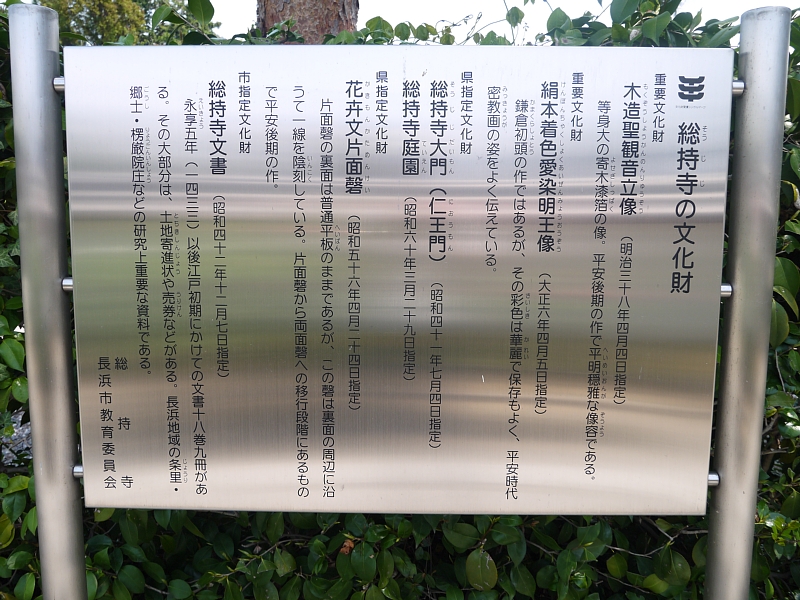 総持寺の文化財
重要文化財
木造聖観音立像 (明治三十八年四月四日指定)
等身大の寄木漆箔の像。平安後期の作で平明穏雅な像容である。
重要文化財
絹本着色愛染明王像 (大正六年四月五日指定)
鎌倉初頭の作ではあるが、その彩色は華麗で保存もよく、平安時代
密教画の姿をよく伝えている。
県指定文化財
総持寺大門(仁王門) (昭和四十一年七月四日指定)
総持寺庭園 (昭和六十年三月二十九日指定)
県指定文化財
花卉文片面磬 (昭和五十六年四月二十四日指定)
片面磬の裏面は普通平板のままであるが、この磬は裏面の周辺に沿
うて一線を陰刻している。片面磬から両面磬への移行段階にあるもの
で平安後期の作。
市指定文化財
総持寺文書 (昭和四十二年十二月七日指定)
永享五年(一四三三)以後江戸初期にかけての文書十八巻九冊があ
る。その大部分は、土地寄進状や売券などがある。長浜地域の条里・
郷士・楞厳院庄などの研究上重要な資料である。
総持寺
長浜市教育委員会